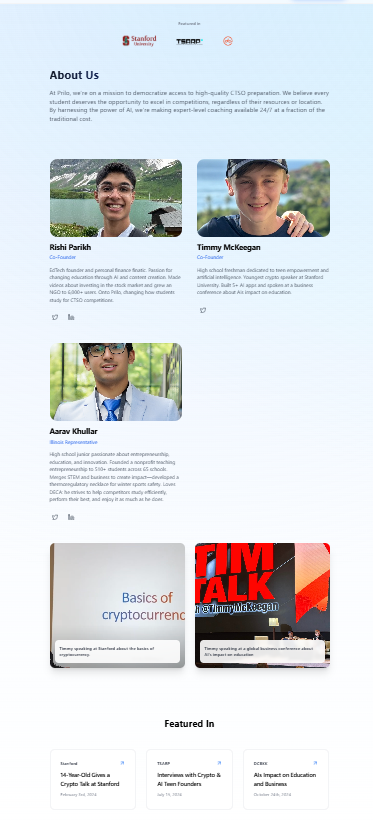 Featured in
Stanford
University
TSAAP
About Us
At Prilo, we're on a mission to democratize access to high-quality CTSO preparation. We believe every
student deserves the opportunity to excel in competitions, regardless of their resources or location.
By harnessing the power of AI, we're making expert-level coaching available 24/7 at a fraction of the
traditional cost.
Rishi Parikh
Co-Founder
EdTech founder and personal finance fanatic. Passion for
changing education through AI and content creation. Made
videos about investing in the stock market and grew an
NGO to 6,000+ users. Onto Prilo, changing how students
study for CTSO competitions.
Timmy McKeegan
Co-Founder
High school freshman dedicated to teen empowerment and
artificial intelligence. Youngest crypto speaker at Stanford
University. Built 5+ AI apps and spoken at a business
conference about AI's impact on education.
Aarav Khullar
Illinois Representative
High school junior passionate about entrepreneurship,
education, and innovation. Founded a nonprofit teaching
entrepreneurship to 510+ students across 65 schools.
Merges STEM and business to create impact—developed a
thermoregulatory necklace for winter sports safety. Loves
DECA: he strives to help competitors study efficiently,
perform their best, and enjoy it as much as he does.
Basics of
cryptocurrenc
Timmy speaking at Stanford about the basics of
cryptocurrency.
TIM
TALK
@TimmyMcKeegan
Timmy speaking at a global business conference about
AI's impact on education
Featured In
Stanford
14-Year-Old Gives a
Crypto Talk at Stanford
February 3rd, 2024
TSAAP
Interviews with Crypto &
AI Teen Founders
July 15, 2024
DCBEE
AIs Impact on Education
and Business
October 24th, 2024